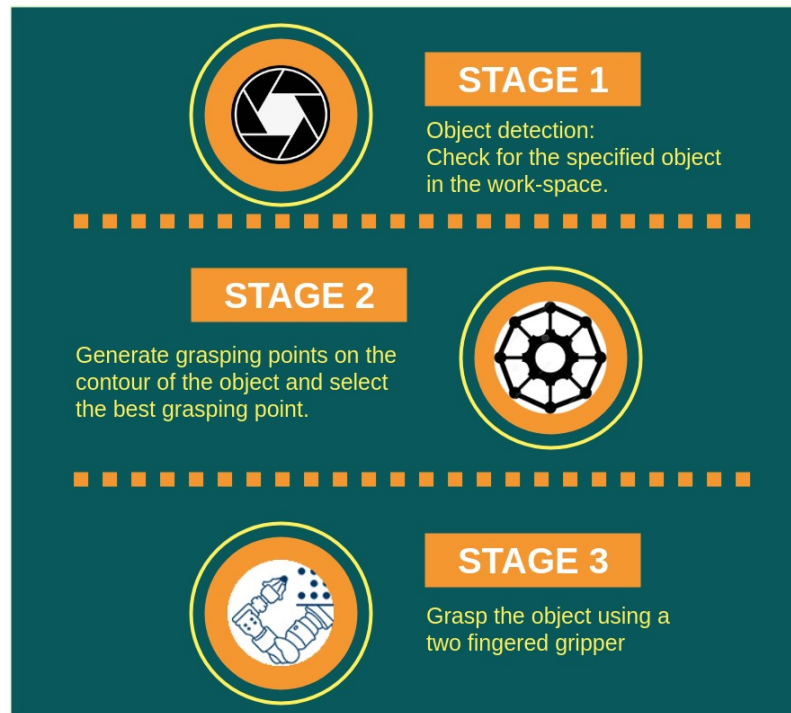 STAGE 1
Object detection:
Check for the specified object
in the work-space.
STAGE 2
Generate grasping points on the
contour of the object and select
the best grasping point.
STAGE 3
Grasp the object using a
two fingered gripper